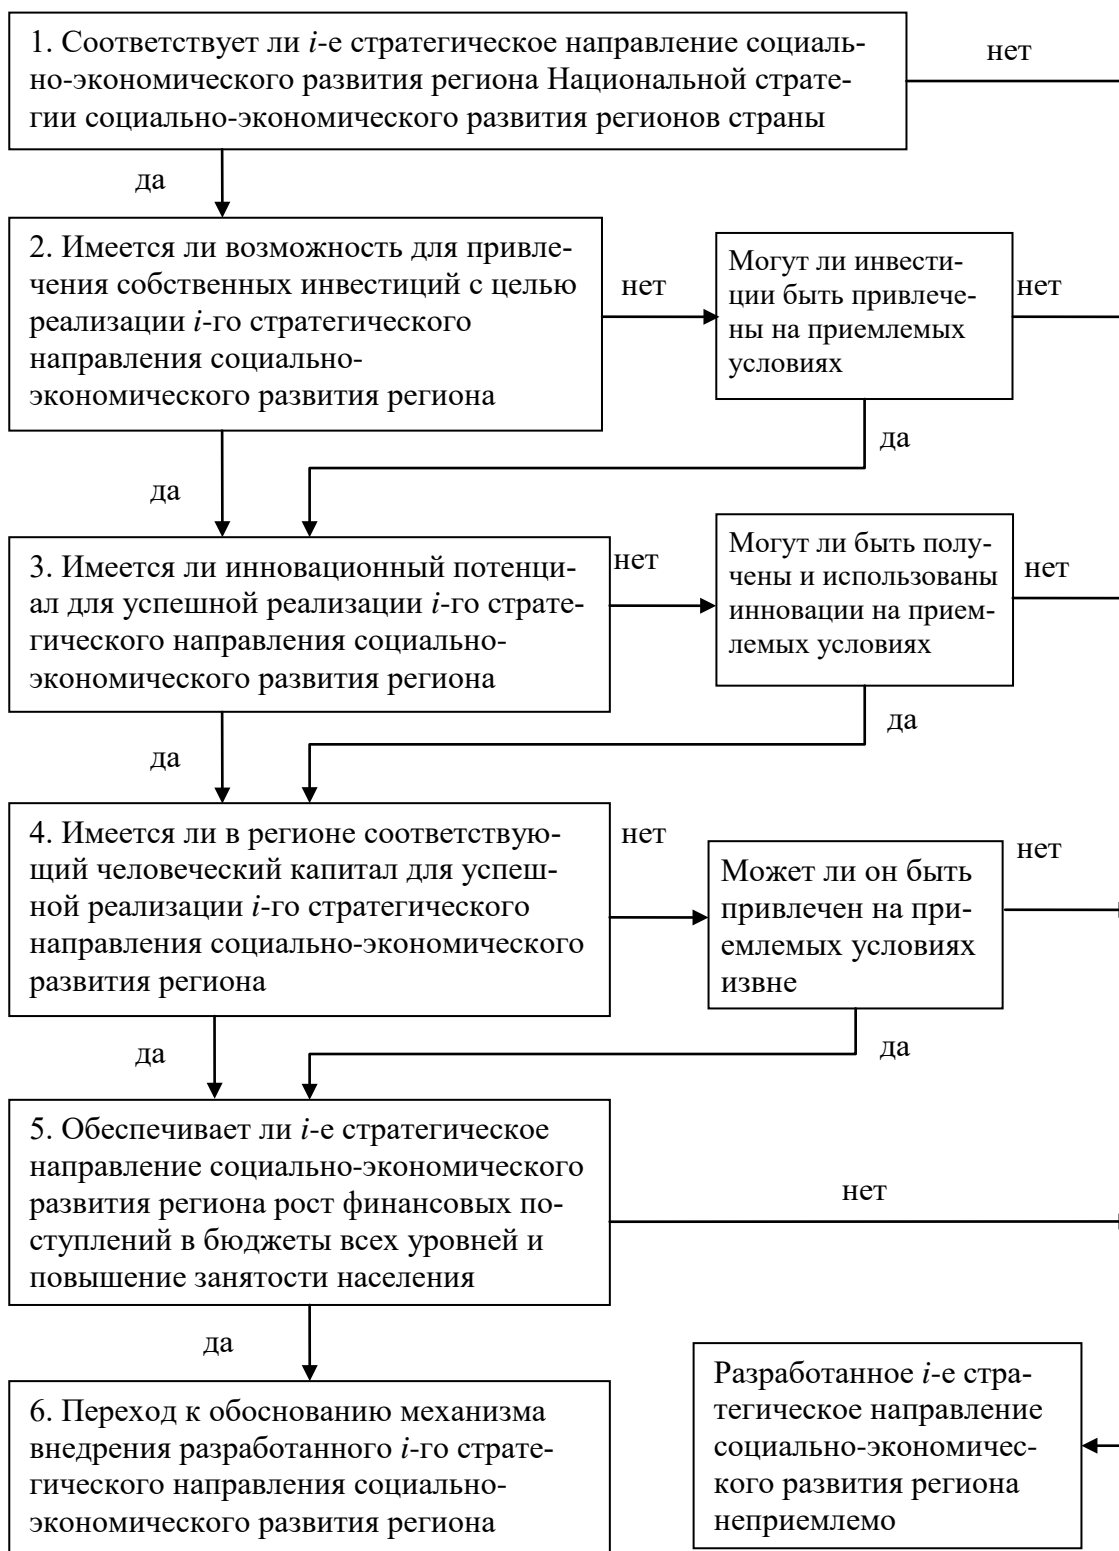 1. Соответствует ли i-е стратегическое направление социаль-
но-экономического развития региона Национальной страте-
гии социально-экономического развития регионов страны
нет
да
2. Имеется ли возможность для привле-
чения собственных инвестиций с целью
реализации i-го стратегического
направления социально-
экономического развития региона
нет
Могут ли инвести-
ции быть привлече-
ны на приемлемых
условиях
нет
да
да
3. Имеется ли инновационный потенци-
ал для успешной реализации i-го страте-
гического направления социально-
экономического развития региона
нет
Могут ли быть полу-
чены и использованы
инновации на прием-
лемых условиях
нет
да
да
4. Имеется ли в регионе соответствую-
щий человеческий капитал для успеш-
ной реализации i-го стратегического
направления социально-экономического
развития региона
нет
Может ли он быть
привлечен на при-
емлемых условиях
извне
нет
да
да
5. Обеспечивает ли i-е стратегическое
направление социально-экономического
развития региона рост финансовых по-
ступлений в бюджеты всех уровней и
повышение занятости населения
нет
да
6. Переход к обоснованию механизма
внедрения разработанного i-го страте-
гического направления социально-
экономического развития региона
Разработанное i-е стра-
тегическое направление
социально-экономичес-
кого развития региона
неприемлемо